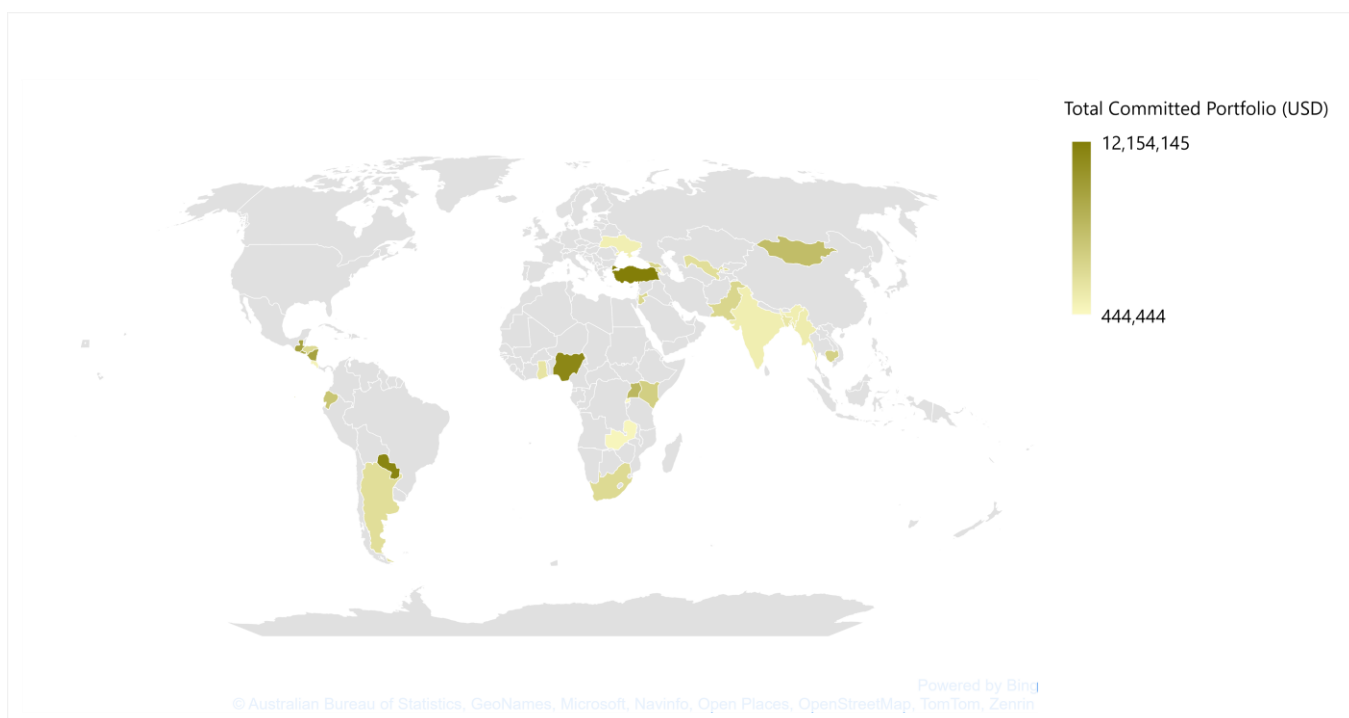 Total Committed Portfolio (USD)
12,154,145
444,444
Powered by Bing
© Australian Bureau of Statistics, GeoNames, Microsoft, Navinfo, Open Places, OpenStreetMap, TomTom, Zenrin